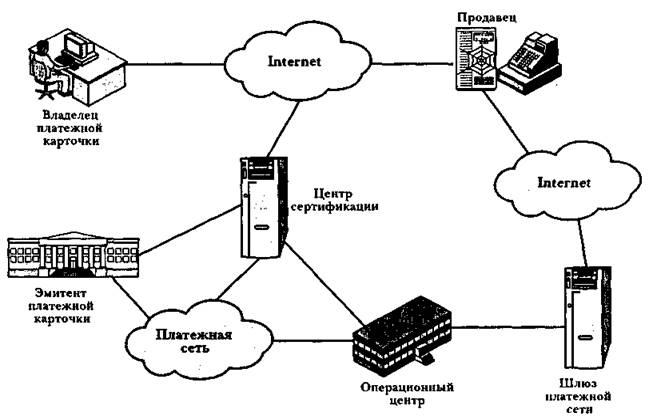 Продавец
Internet
Владелец
платежной
карточки
Internet
Центр
сертификации
Эмитент
платежной
карточки
Платежная
сеть
Операционный
центр
Шлюз
платежной
сети